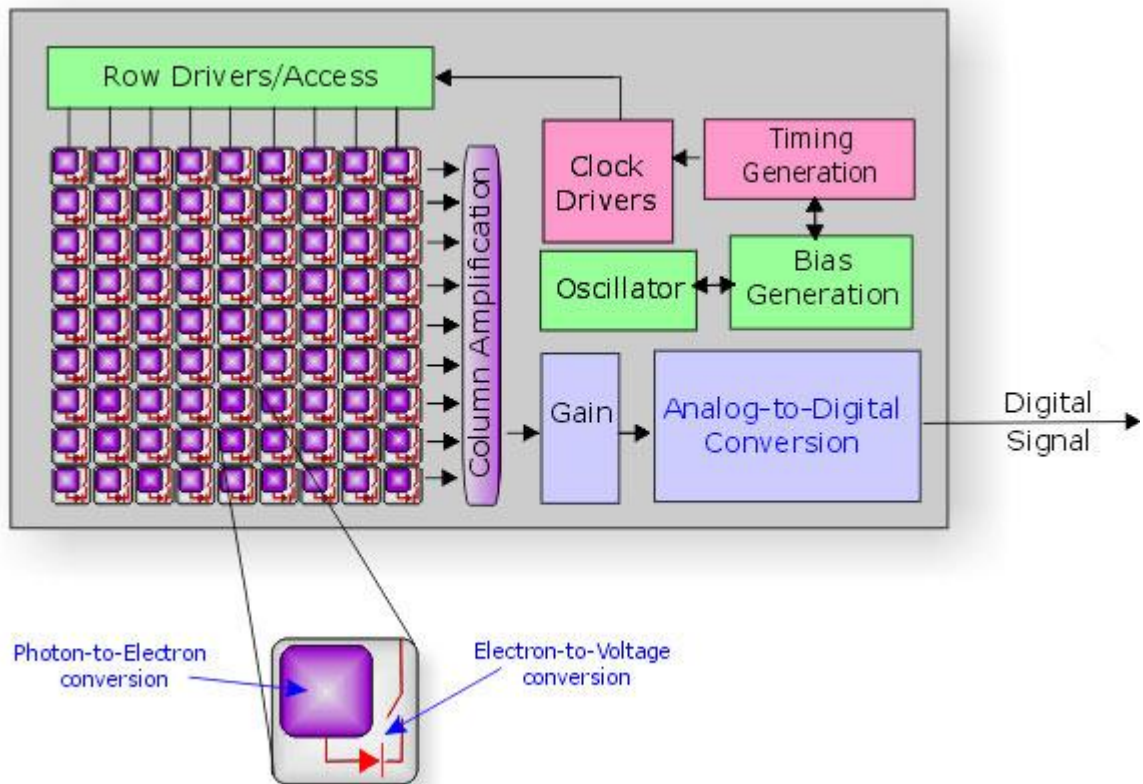 Row Drivers/Access
Clock
Drivers
Timing
Generation
Oscillator
Bias
Generation
Column Amplification
Gain
Analog-to-Digital
Conversion
Digital
Signal
Photon-to-Electron
conversion
Electron-to-Voltage
conversion